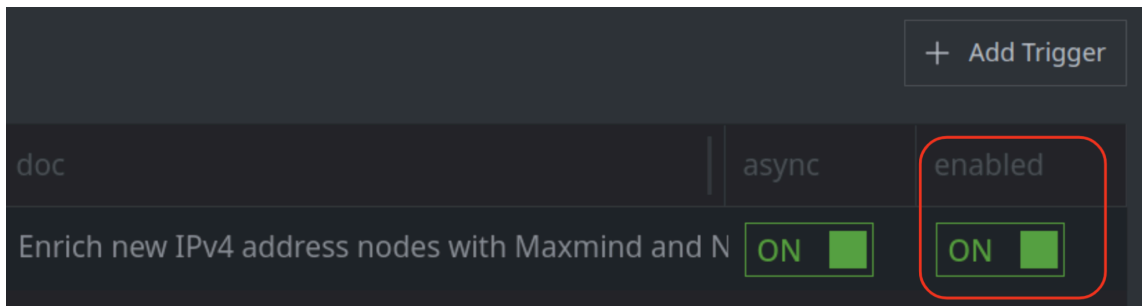 + Add Trigger
doc async enabled
Enrich new IPv4 address nodes with Maxmind and N ON ON